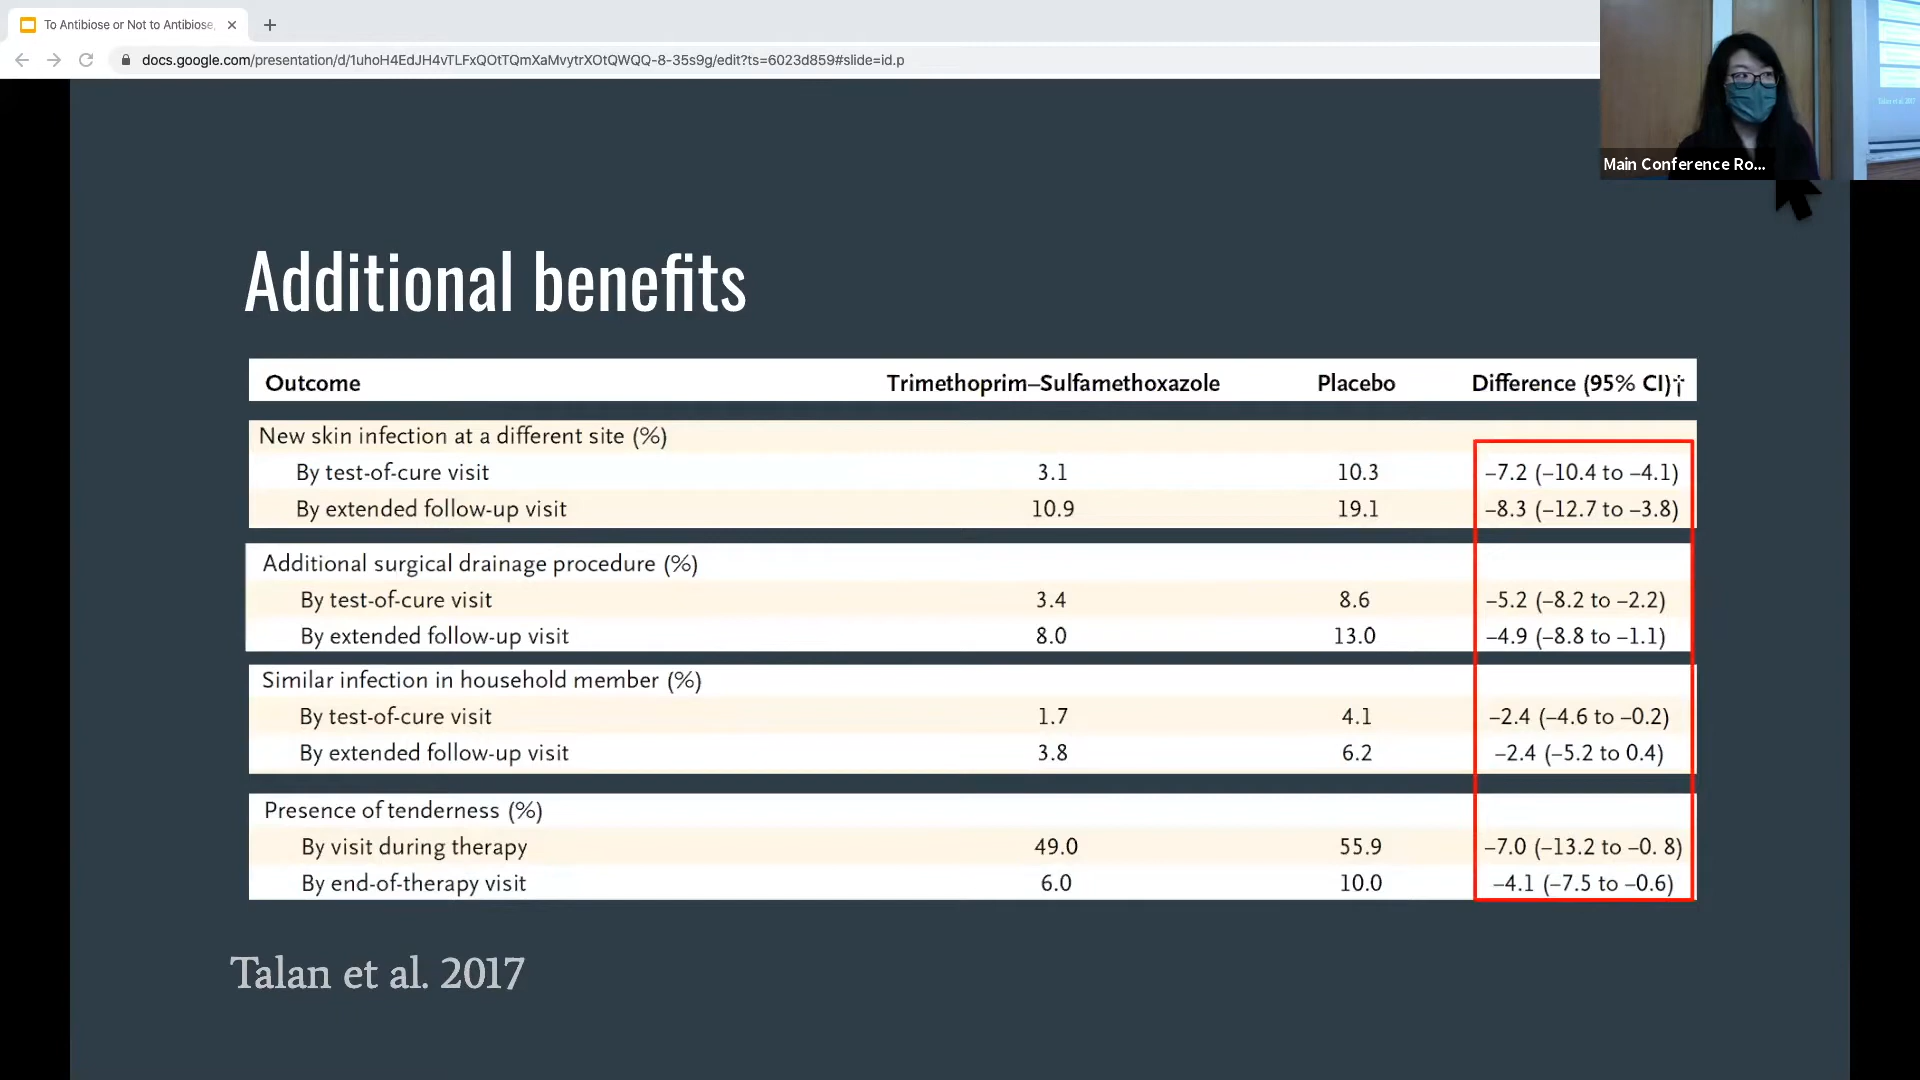 To Antibiose or Not to Antibiose,
docs.google.com/presentation/d/1uhoH4EdJH4vTLFxQOtTQmXaMvytrXOtQWQQ-8-35s9g/edit?ts=6023d859#slide=id.p
Main Conference Ro...
Talan et al. 2017
Additional benefits
Outcome Trimethoprim–Sulfamethoxazole Placebo Difference (95% CI)†
New skin infection at a different site (%)
By test-of-cure visit 3.1 10.3 –7.2 (–10.4 to –4.1)
By extended follow-up visit 10.9 19.1 –8.3 (–12.7 to –3.8)
Additional surgical drainage procedure (%)
By test-of-cure visit 3.4 8.6 –5.2 (–8.2 to –2.2)
By extended follow-up visit 8.0 13.0 –4.9 (–8.8 to –1.1)
Similar infection in household member (%)
By test-of-cure visit 1.7 4.1 –2.4 (–4.6 to –0.2)
By extended follow-up visit 3.8 6.2 –2.4 (–5.2 to 0.4)
Presence of tenderness (%)
By visit during therapy 49.0 55.9 –7.0 (–13.2 to –0. 8)
By end-of-therapy visit 6.0 10.0 –4.1 (–7.5 to –0.6)
Talan et al. 2017